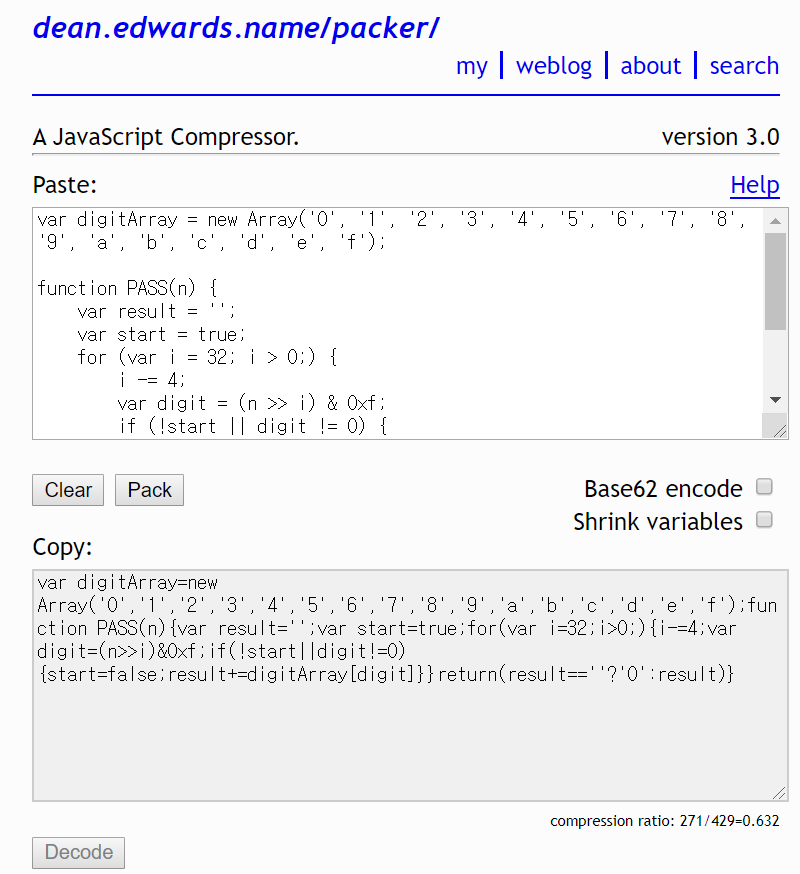 dean.edwards.name/packer/
my | weblog | about | search
A JavaScript Compressor. version 3.0
Paste: Help
var digitArray = new Array('0', '1', '2', '3', '4', '5', '6', '7', '8',
'9', 'a', 'b', 'c', 'd', 'e', 'f');
function PASS(n) {
    var result = '';
    var start = true;
    for (var i = 32; i > 0;) {
        i -= 4;
        var digit = (n >> i) & 0xf;
        if (!start || digit != 0) {
Clear Pack Base62 encode
Shrink variables
Copy:
var digitArray=new
Array('0','1','2','3','4','5','6','7','8','9','a','b','c','d','e','f');fun
ction PASS(n){var result='';var start=true;for(var i=32;i>0;){i-=4;var
digit=(n>>i)&0xf;if(!start||digit!=0)
{start=false;result+=digitArray[digit]}}return(result==''?'0':result)}
compression ratio: 271/429=0.632
Decode